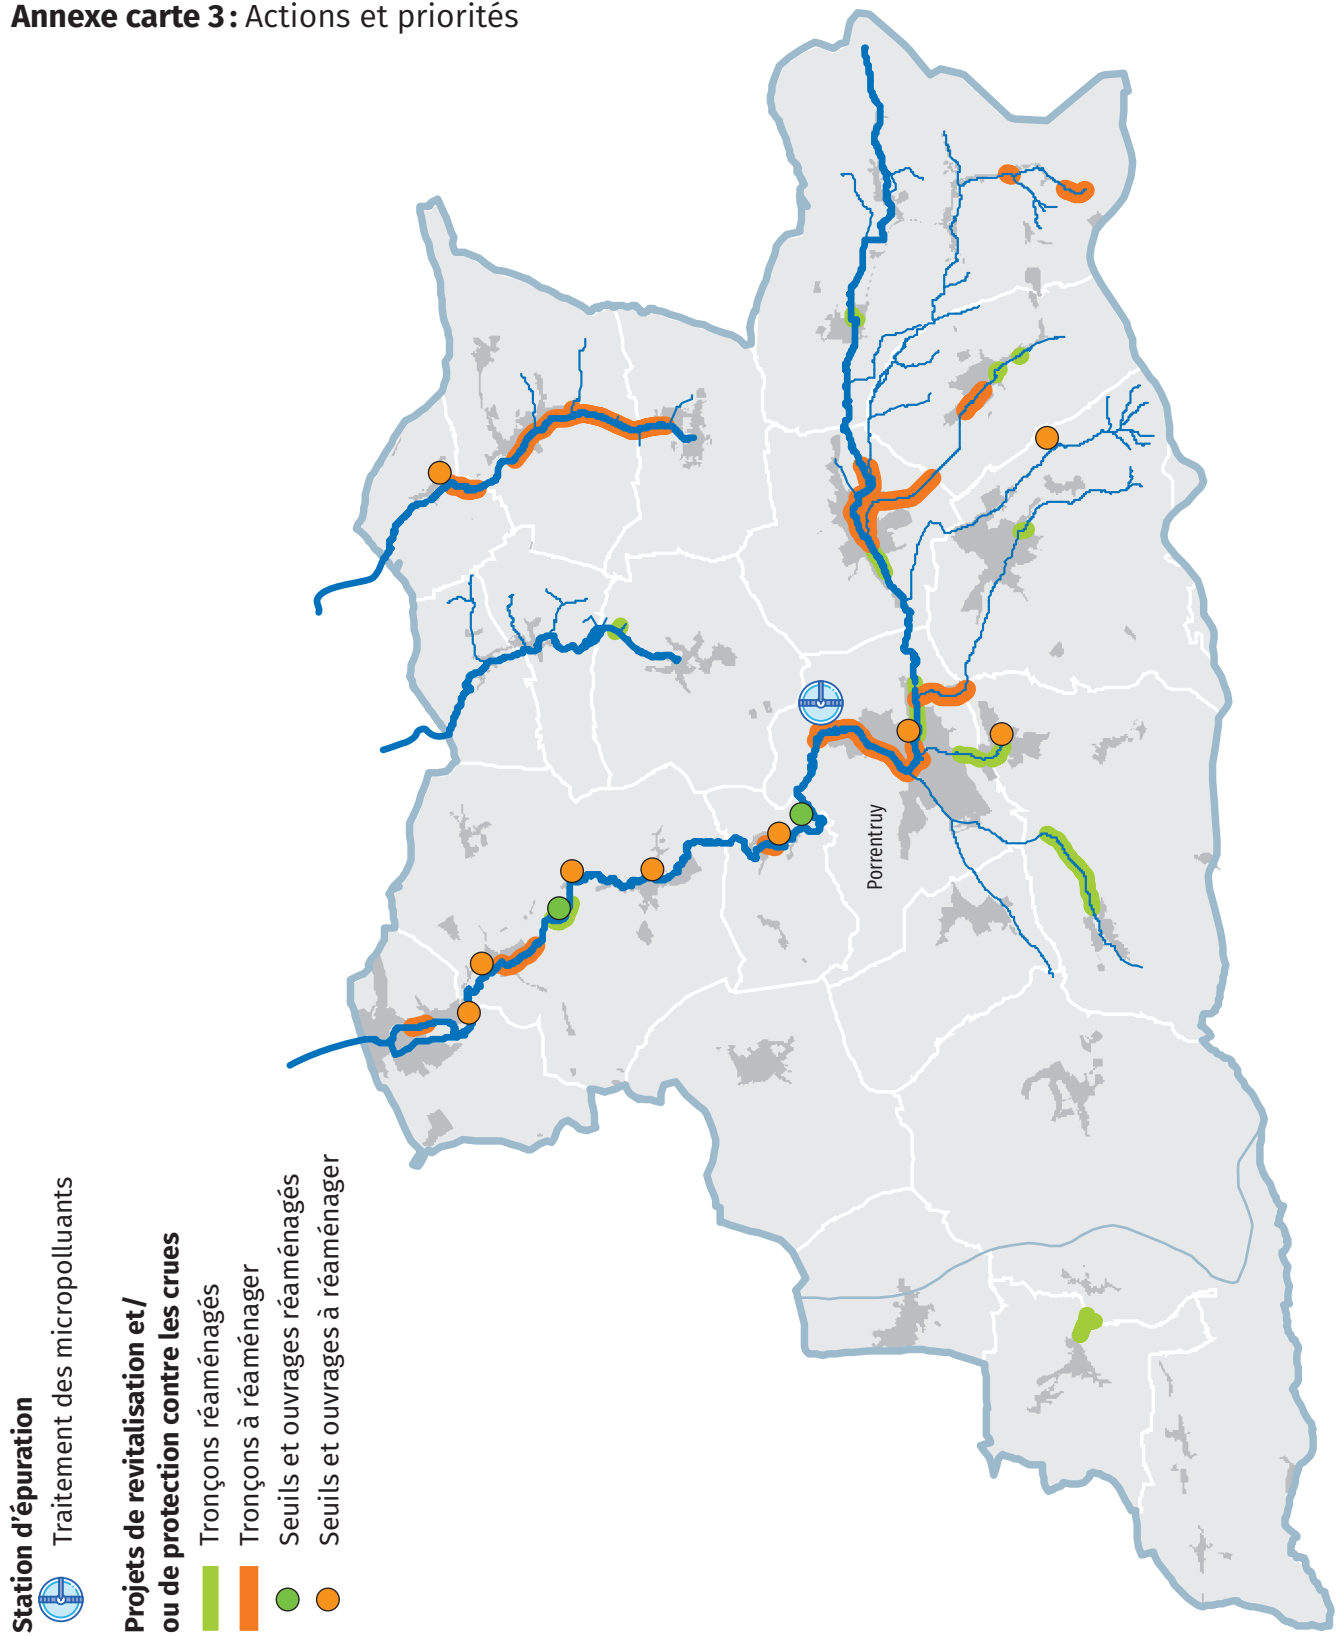 Annexe carte 3 : Actions et priorités
Station d'épuration
Traitement des micropolluants
Projets de revitalisation et/
ou de protection contre les crues
Tronçons réaménagés
Tronçons à réaménager
Seuils et ouvrages réaménagés
Seuils et ouvrages à réaménager
Porrentruy